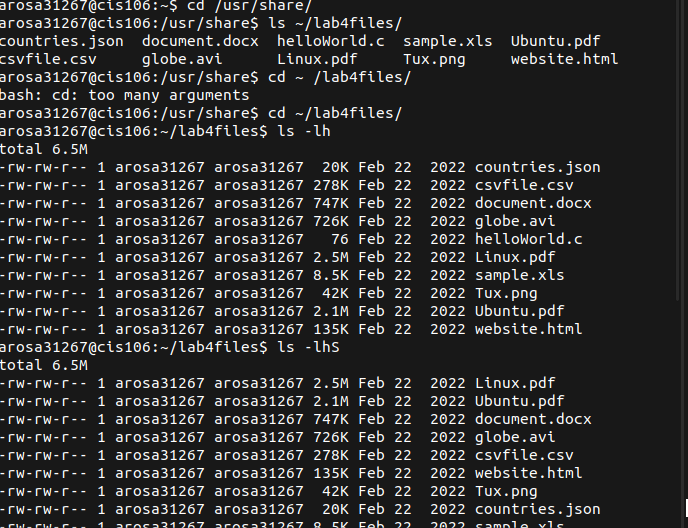 arosa31267@cis106:~$ cd /usr/share/
arosa31267@cis106:/usr/share$ ls ~/lab4files/
countries.json  document.docx  helloWorld.c  sample.xls  Ubuntu.pdf
csvfile.csv     globe.avi      Linux.pdf     Tux.png     website.html
arosa31267@cis106:/usr/share$ cd ~ /lab4files/
bash: cd: too many arguments
arosa31267@cis106:/usr/share$ cd ~/lab4files/
arosa31267@cis106:~/lab4files$ ls -lh
total 6.5M
-rw-rw-r-- 1 arosa31267 arosa31267  20K Feb 22  2022 countries.json
-rw-rw-r-- 1 arosa31267 arosa31267 278K Feb 22  2022 csvfile.csv
-rw-rw-r-- 1 arosa31267 arosa31267 747K Feb 22  2022 document.docx
-rw-rw-r-- 1 arosa31267 arosa31267 726K Feb 22  2022 globe.avi
-rw-rw-r-- 1 arosa31267 arosa31267   76 Feb 22  2022 helloWorld.c
-rw-rw-r-- 1 arosa31267 arosa31267 2.5M Feb 22  2022 Linux.pdf
-rw-rw-r-- 1 arosa31267 arosa31267 8.5K Feb 22  2022 sample.xls
-rw-rw-r-- 1 arosa31267 arosa31267  42K Feb 22  2022 Tux.png
-rw-rw-r-- 1 arosa31267 arosa31267 2.1M Feb 22  2022 Ubuntu.pdf
-rw-rw-r-- 1 arosa31267 arosa31267 135K Feb 22  2022 website.html
arosa31267@cis106:~/lab4files$ ls -lhS
total 6.5M
-rw-rw-r-- 1 arosa31267 arosa31267 2.5M Feb 22  2022 Linux.pdf
-rw-rw-r-- 1 arosa31267 arosa31267 2.1M Feb 22  2022 Ubuntu.pdf
-rw-rw-r-- 1 arosa31267 arosa31267 747K Feb 22  2022 document.docx
-rw-rw-r-- 1 arosa31267 arosa31267 726K Feb 22  2022 globe.avi
-rw-rw-r-- 1 arosa31267 arosa31267 278K Feb 22  2022 csvfile.csv
-rw-rw-r-- 1 arosa31267 arosa31267 135K Feb 22  2022 website.html
-rw-rw-r-- 1 arosa31267 arosa31267  42K Feb 22  2022 Tux.png
-rw-rw-r-- 1 arosa31267 arosa31267  20K Feb 22  2022 countries.json
-rw-rw-r-- 1 arosa31267 arosa31267 8.5K Feb 22  2022 sample.xls